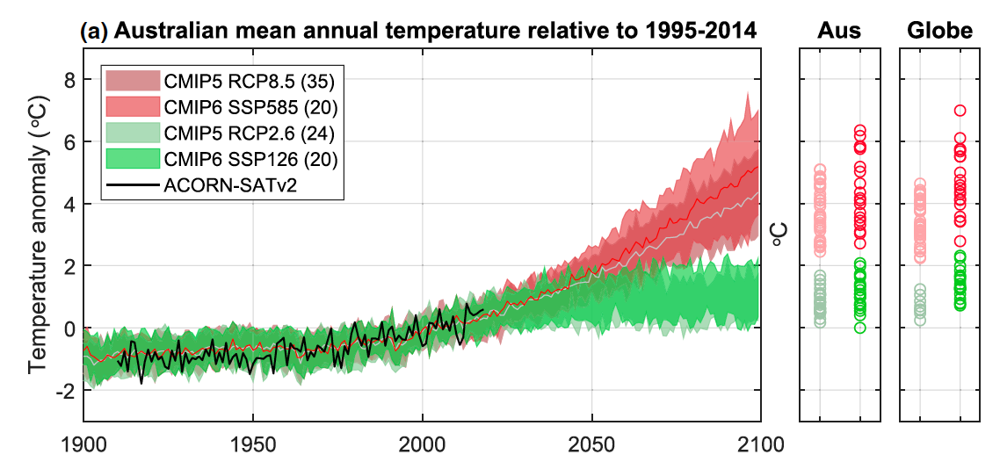 (a) Australian mean annual temperature relative to 1995-2014
Aus
Globe
Temperature anomaly (°C)
8
6
4
2
0
-2
CMIP5 RCP8.5 (35)
CMIP6 SSP585 (20)
CMIP5 RCP2.6 (24)
CMIP6 SSP126 (20)
ACORN-SATv2
°C
1900
1950
2000
2050
2100